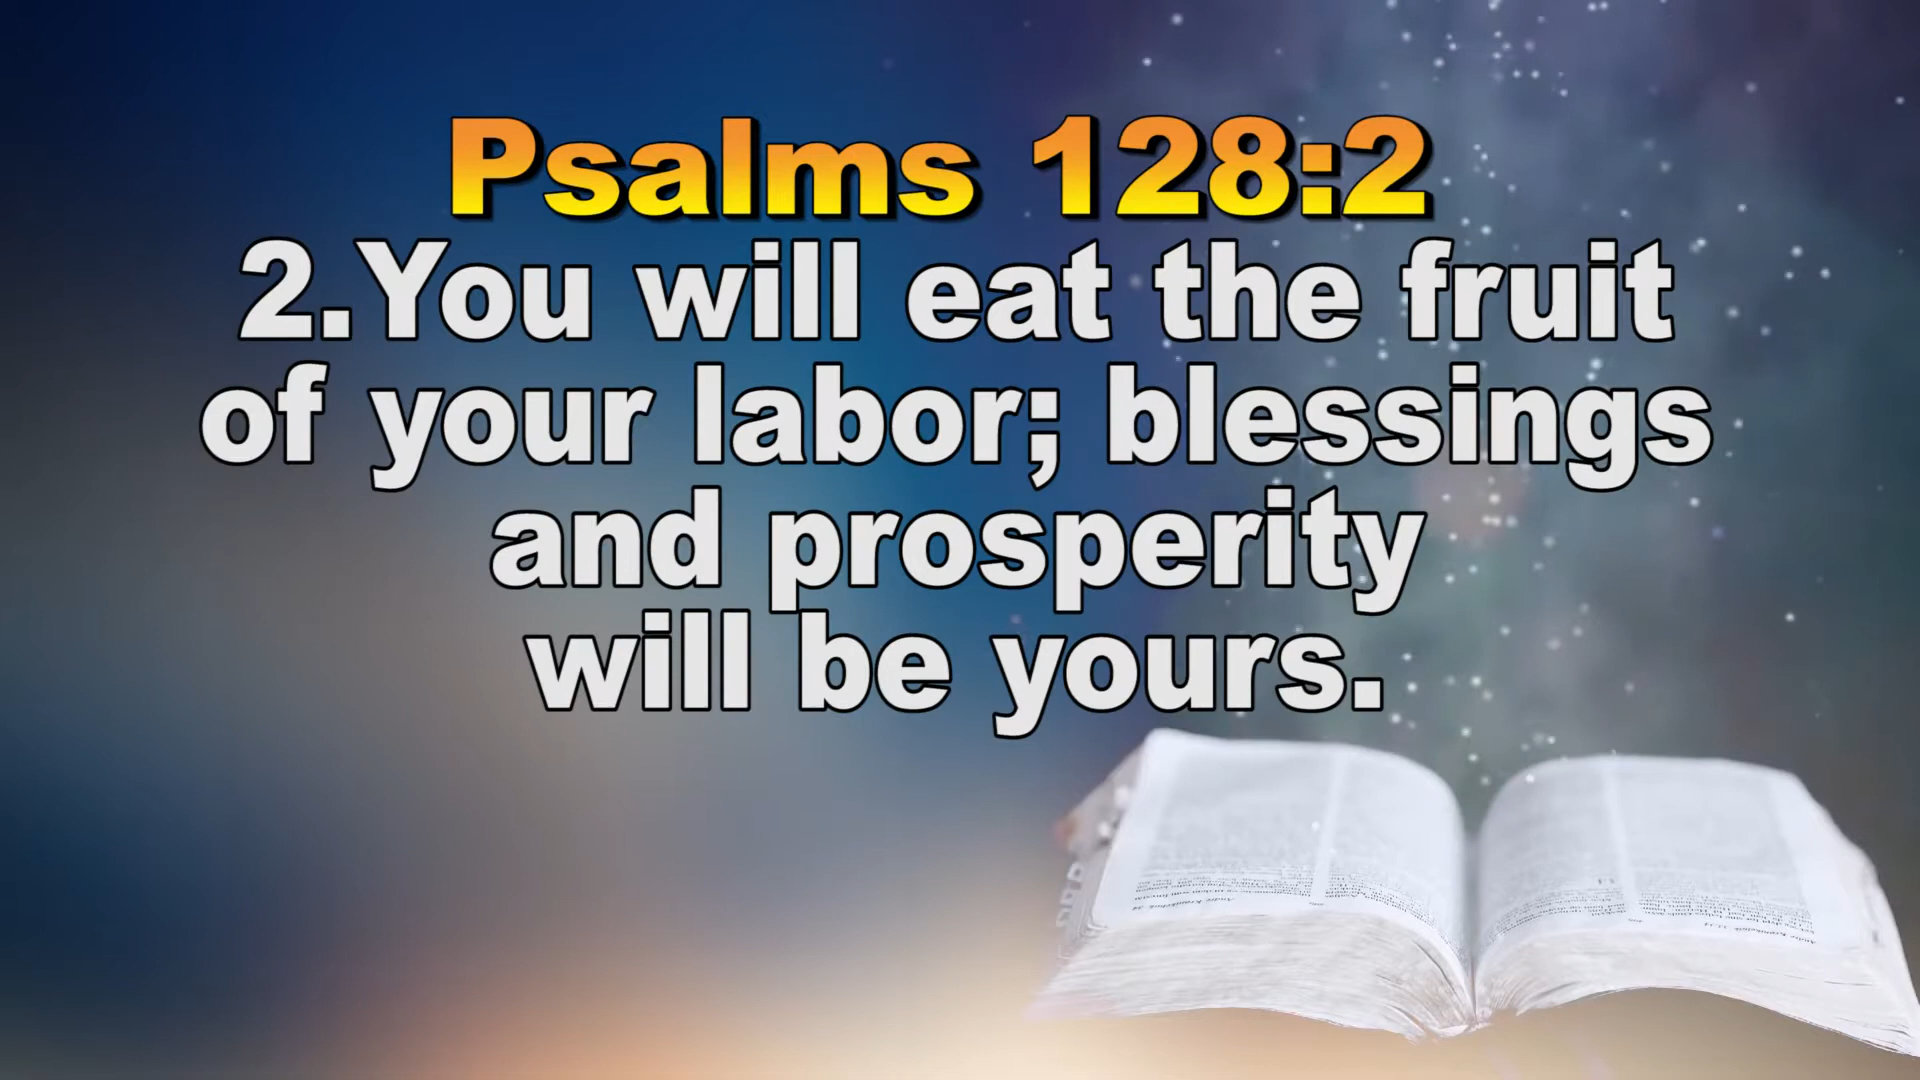 Psalms 128:2
2.You will eat the fruit
of your labor; blessings
and prosperity
will be yours.